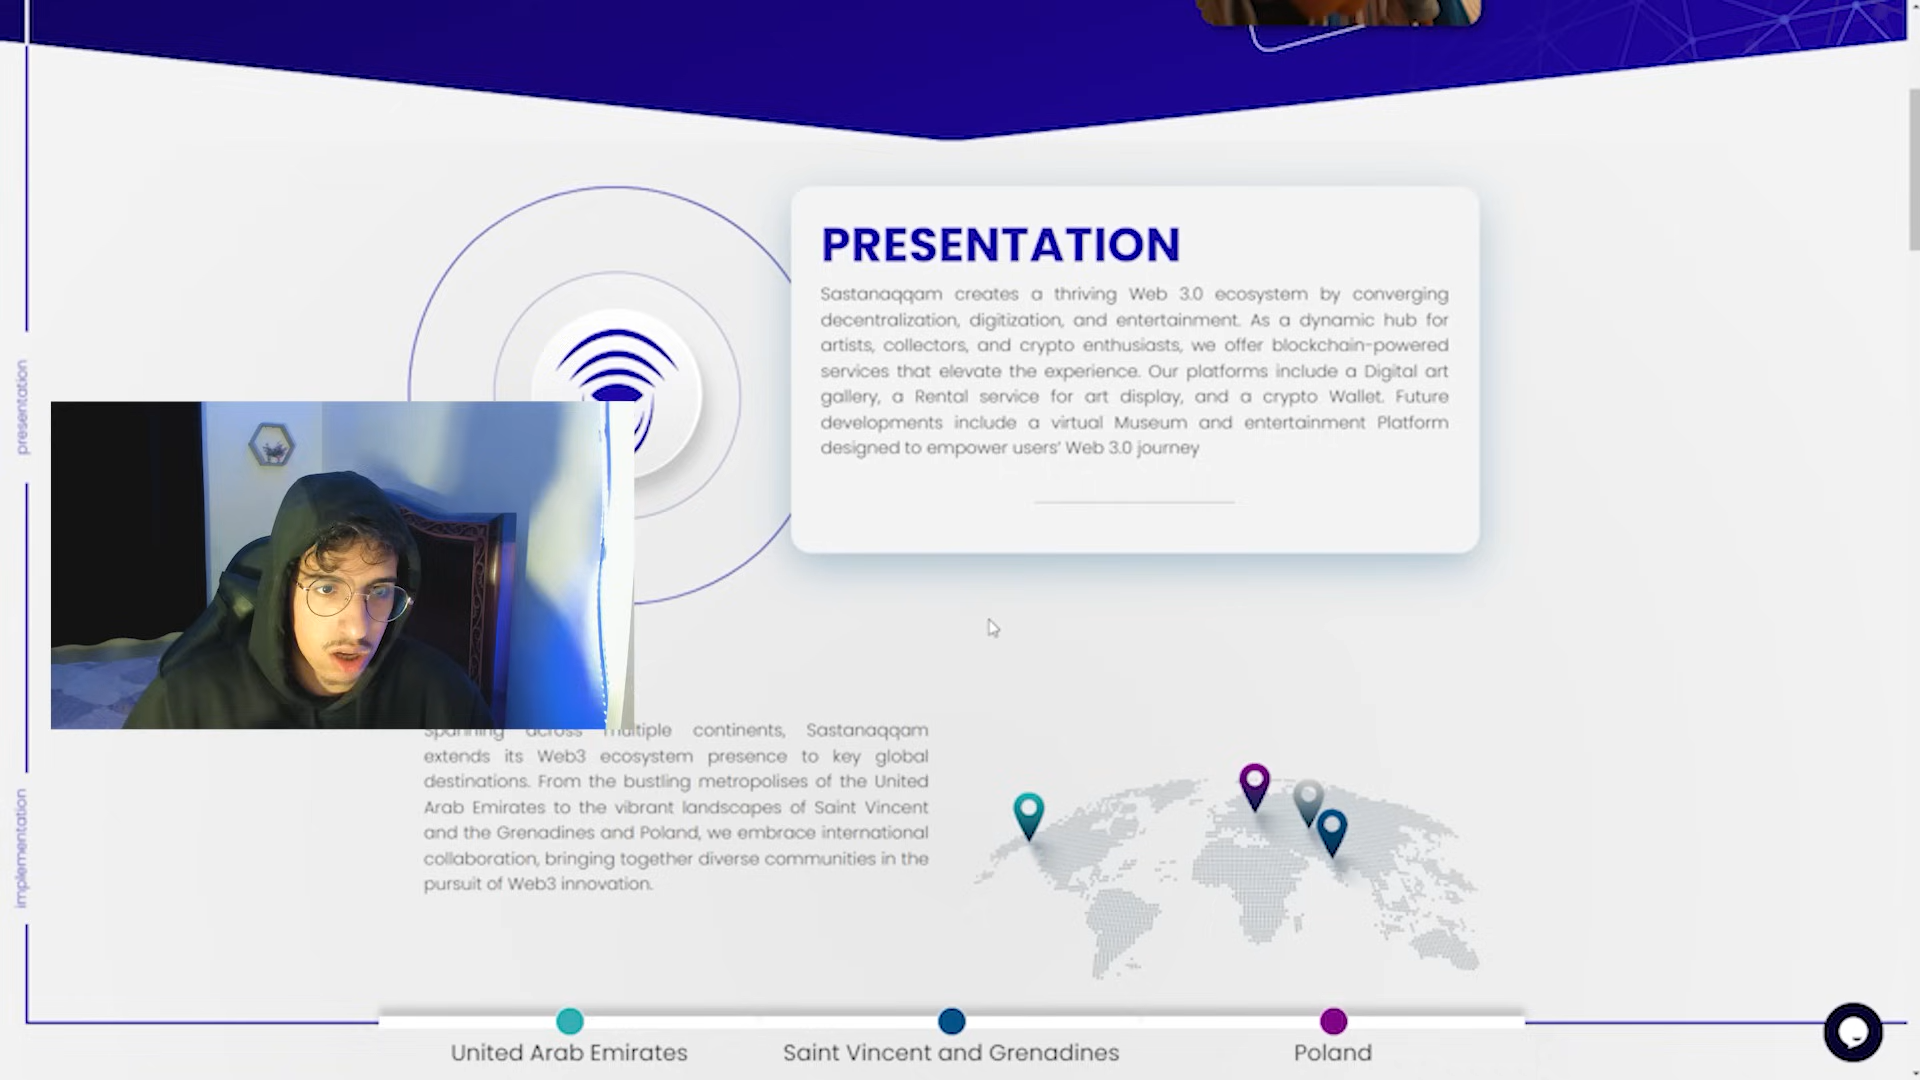 presentation
PRESENTATION
Sastanaqqam creates a thriving Web 3.0 ecosystem by converging
decentralization, digitization, and entertainment. As a dynamic hub for
artists, collectors, and crypto enthusiasts, we offer blockchain-powered
services that elevate the experience. Our platforms include a Digital art
gallery, a Rental service for art display, and a crypto Wallet. Future
developments include a virtual Museum and entertainment Platform
designed to empower users' Web 3.0 journey
implementation
Spanning across multiple continents, Sastanaqqam
extends its Web3 ecosystem presence to key global
destinations. From the bustling metropolises of the United
Arab Emirates to the vibrant landscapes of Saint Vincent
and the Grenadines and Poland, we embrace international
collaboration, bringing together diverse communities in the
pursuit of Web3 innovation.
United Arab Emirates
Saint Vincent and Grenadines
Poland